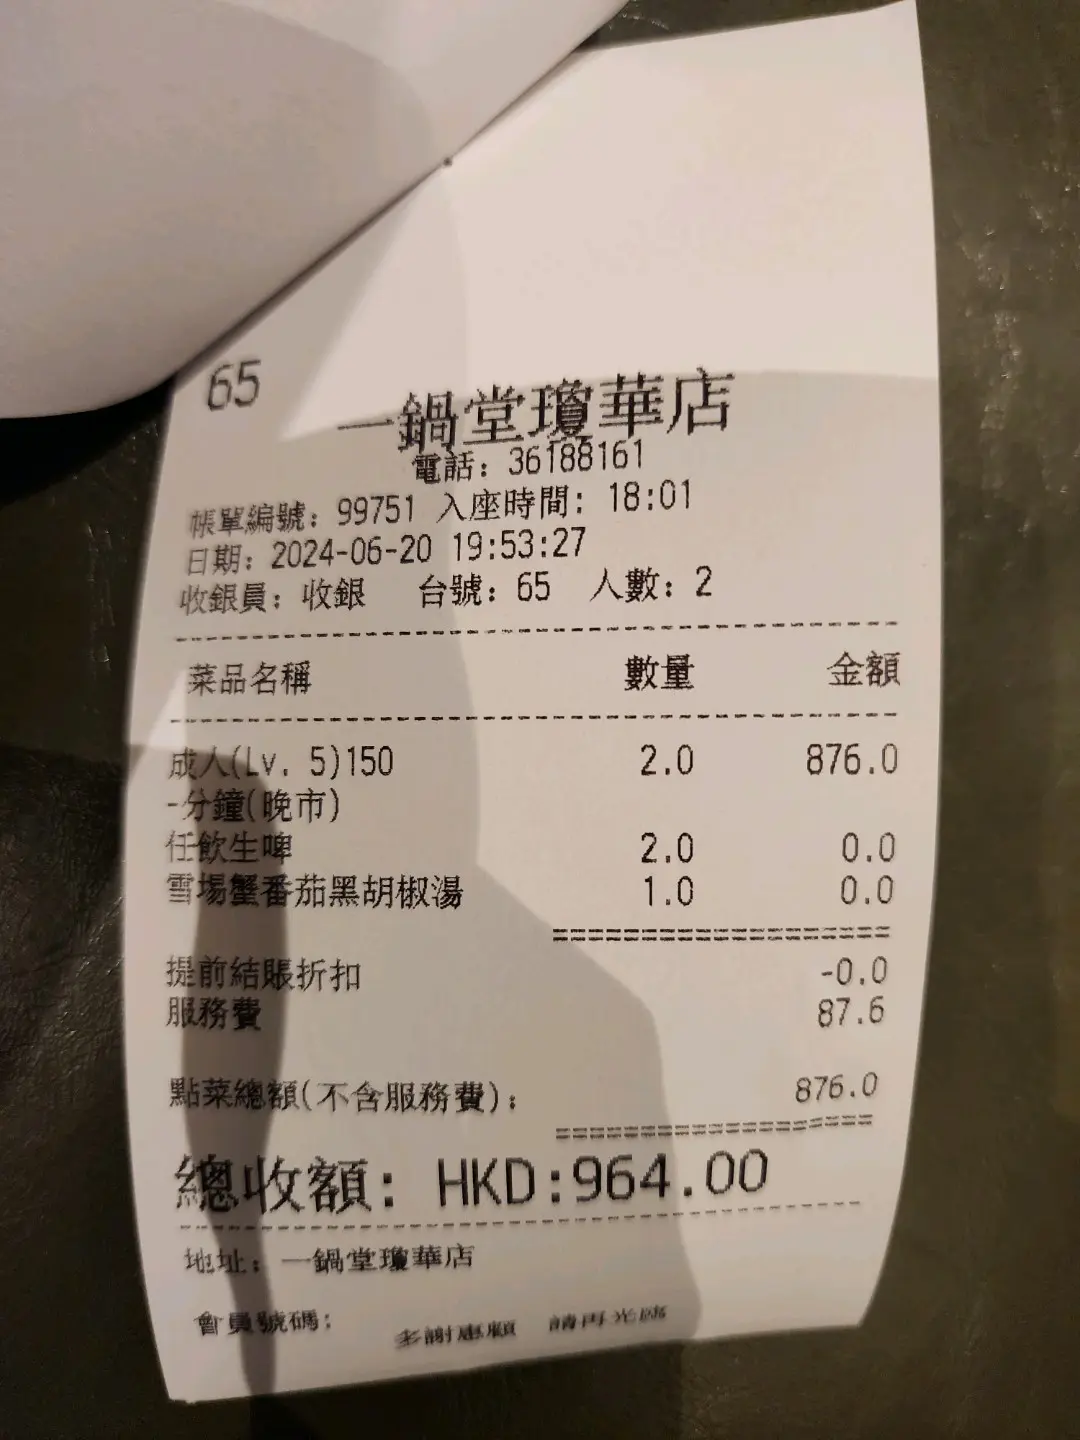 65
一鍋堂瓊華店
電話: 36188161
帳單編號: 99751 入座時間: 18:01
日期: 2024-06-20 19:53:27
收銀員: 收銀 台號: 65 人數: 2
菜品名稱 數量 金額
成人(Lv. 5)150 2.0 876.0
-分鐘(晚市)
任飲生啤 2.0 0.0
雪場蟹番茄黑胡椒湯 1.0 0.0
提前結賬折扣 -0.0
服務費 87.6
點菜總額(不含服務費): 876.0
總收額: HKD:964.00
地址: 一鍋堂瓊華店
會員號碼:
多謝惠顧 請再光臨